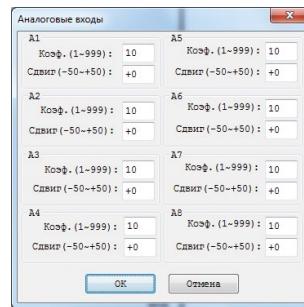 Аналоговые входы
A1
Коэф.(1~999): 10
Сдвиг(-50~+50): +0
A2
Коэф.(1~999): 10
Сдвиг(-50~+50): +0
A3
Коэф.(1~999): 10
Сдвиг(-50~+50): +0
A4
Коэф.(1~999): 10
Сдвиг(-50~+50): +0
A5
Коэф.(1~999): 10
Сдвиг(-50~+50): +0
A6
Коэф.(1~999): 10
Сдвиг(-50~+50): +0
A7
Коэф.(1~999): 10
Сдвиг(-50~+50): +0
A8
Коэф.(1~999): 10
Сдвиг(-50~+50): +0
OK
Отмена